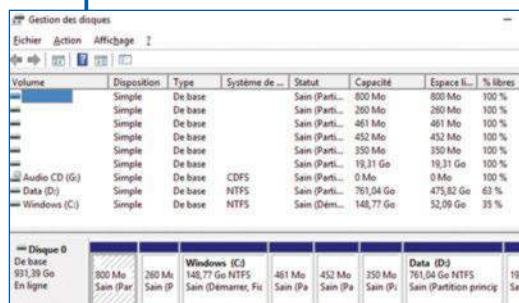 Gestion des disques
Fichier Action Affichage ?
Volume Disposition Type Système de ... Statut Capacité Espace li... % libres
Simple De base Sain (Parti... 800 Mo 800 Mo 100 %
Simple De base Sain (Parti... 260 Mo 260 Mo 100 %
Simple De base Sain (Parti... 461 Mo 461 Mo 100 %
Simple De base Sain (Parti... 452 Mo 452 Mo 100 %
Simple De base Sain (Parti... 350 Mo 350 Mo 100 %
Simple De base Sain (Parti... 19,31 Go 19,31 Go 100 %
Audio CD (G:) Simple De base CDFS Sain (Parti... 0 Mo 0 Mo 100 %
Data (D:) Simple De base NTFS Sain (Parti... 761,04 Go 475,82 Go 63 %
Windows (C:) Simple De base NTFS Sain (Dém... 148,77 Go 52,09 Go 35 %
Disque 0
De base
931,39 Go
En ligne
800 Mo
Sain (Par
260 Mo
Sain (P
Windows (C:)
148,77 Go NTFS
Sain (Démarrer, Fic
461 Mo
Sain (Pa
452 Mo
Sain (Pa
350 Mo
Sain (Pa
Data (D:)
761,04 Go NTFS
Sain (Partition princip
19
Sa